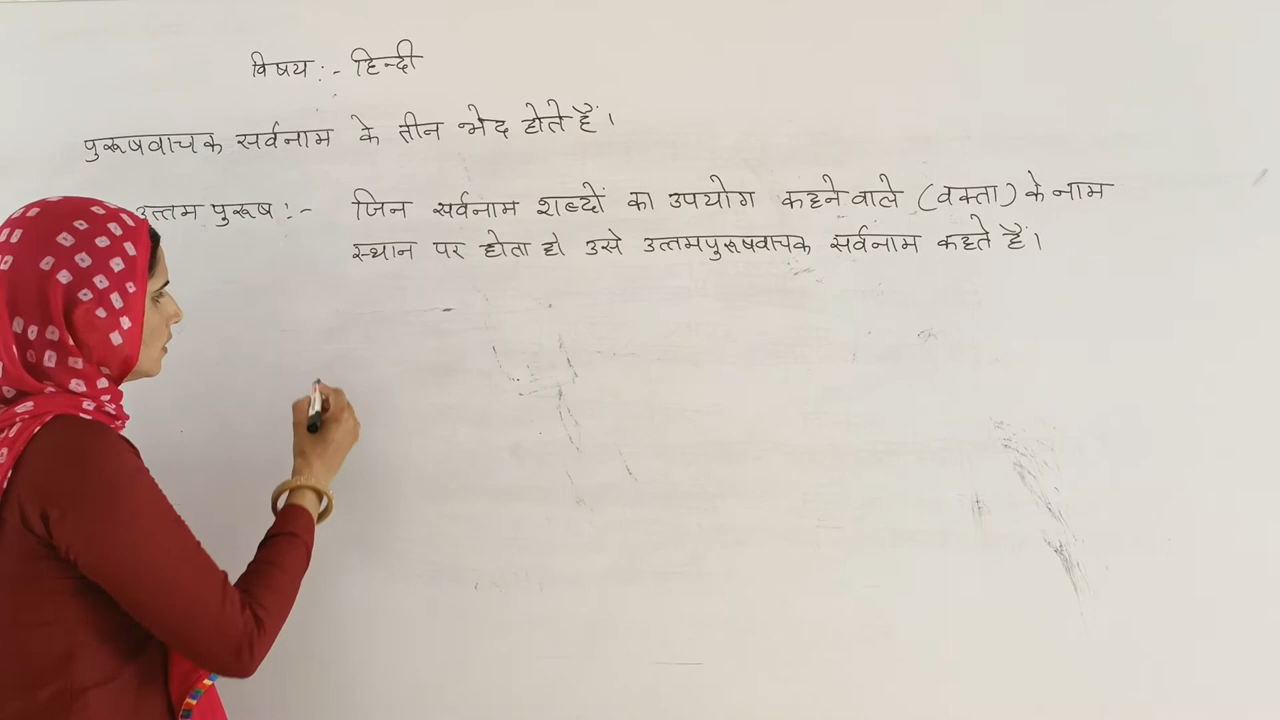 विषय :- हिन्दी
पुरूषवाचक सर्वनाम के तीन भेद होते हैं।
उत्तम पुरूष :- जिन सर्वनाम शब्दों का उपयोग कहने वाले (वक्ता) के नाम
स्थान पर होता हो उसे उत्तमपुरूषवाचक सर्वनाम कहते हैं।